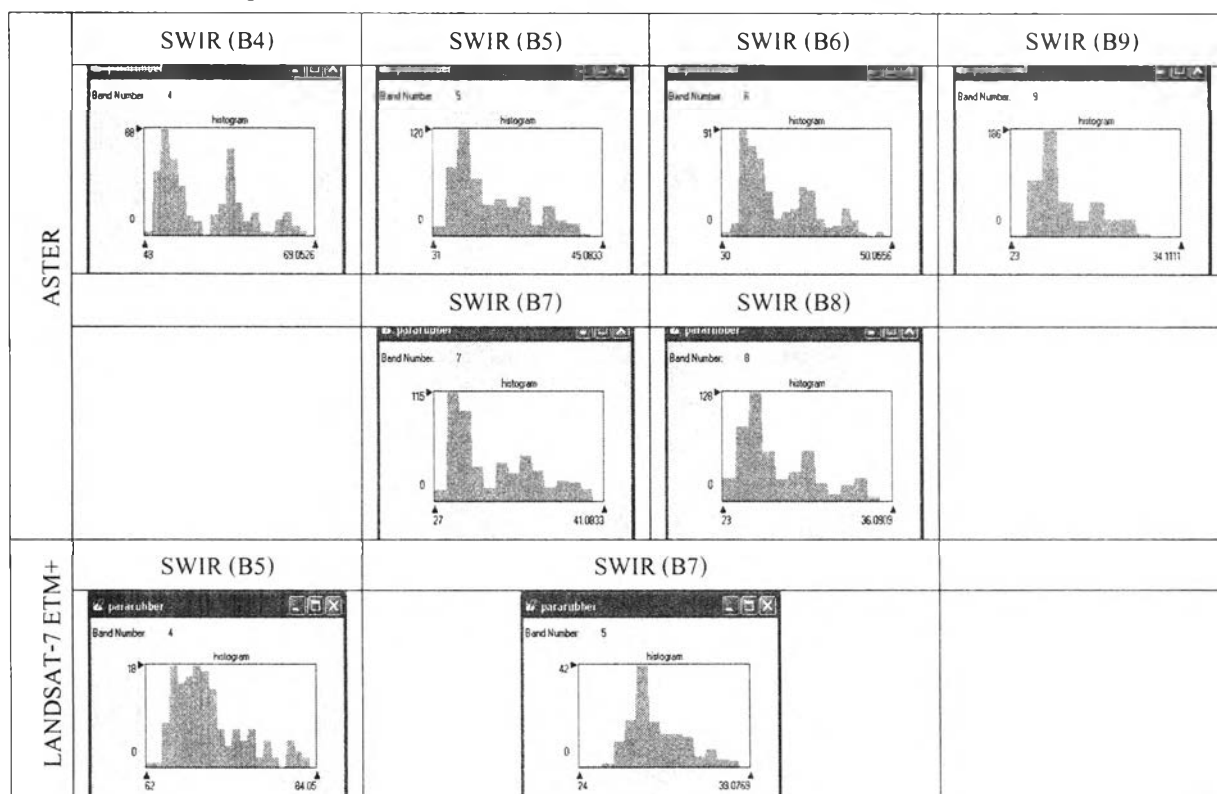 SWIR (B4) SWIR (B5) SWIR (B6) SWIR (B9)
ASTER
Band Number: 4
histogram
68
0
48 69.0526
Band Number: 5
histogram
120
0
31 45.0833
Band Number: 6
histogram
91
0
30 50.0556
Band Number: 9
histogram
186
0
23 34.1111
SWIR (B7) SWIR (B8)
pararubber
Band Number: 7
histogram
115
0
27 41.0833
pararubber
Band Number: 8
histogram
0
23 36.0909
LANDSAT-7 ETM+
SWIR (B5) SWIR (B7)
pararubber
Band Number: 4
histogram
18
0
62 84.05
pararubber
Band Number: 5
histogram
42
0
24 39.0769